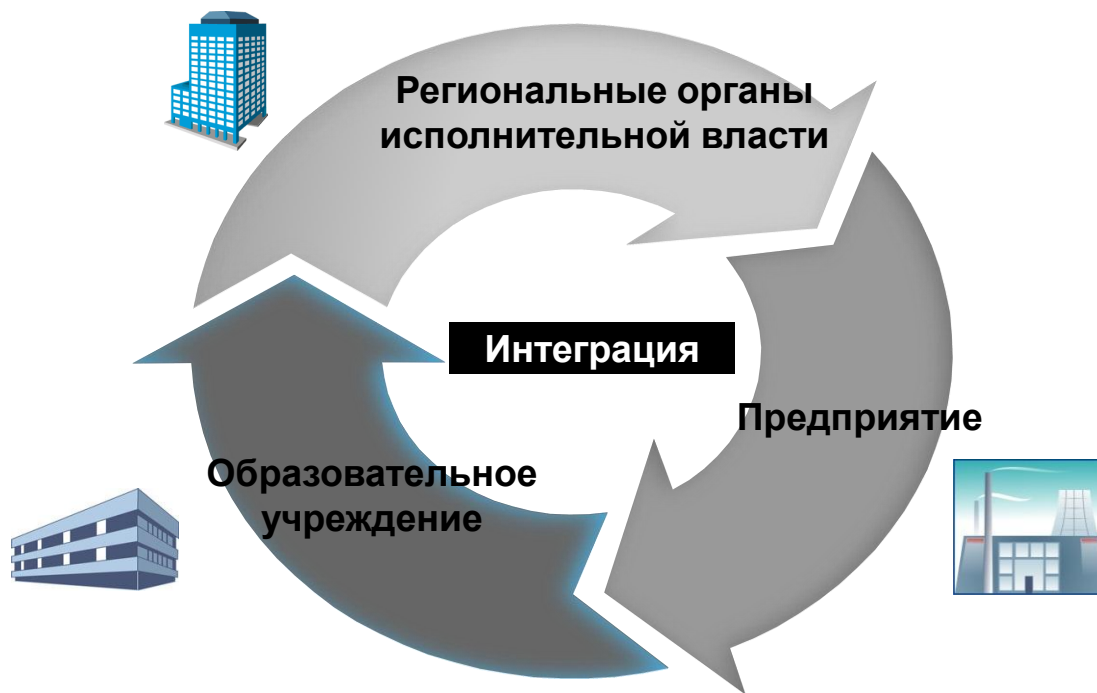 Региональные органы
исполнительной власти
Интеграция
Предприятие
Образовательное
учреждение